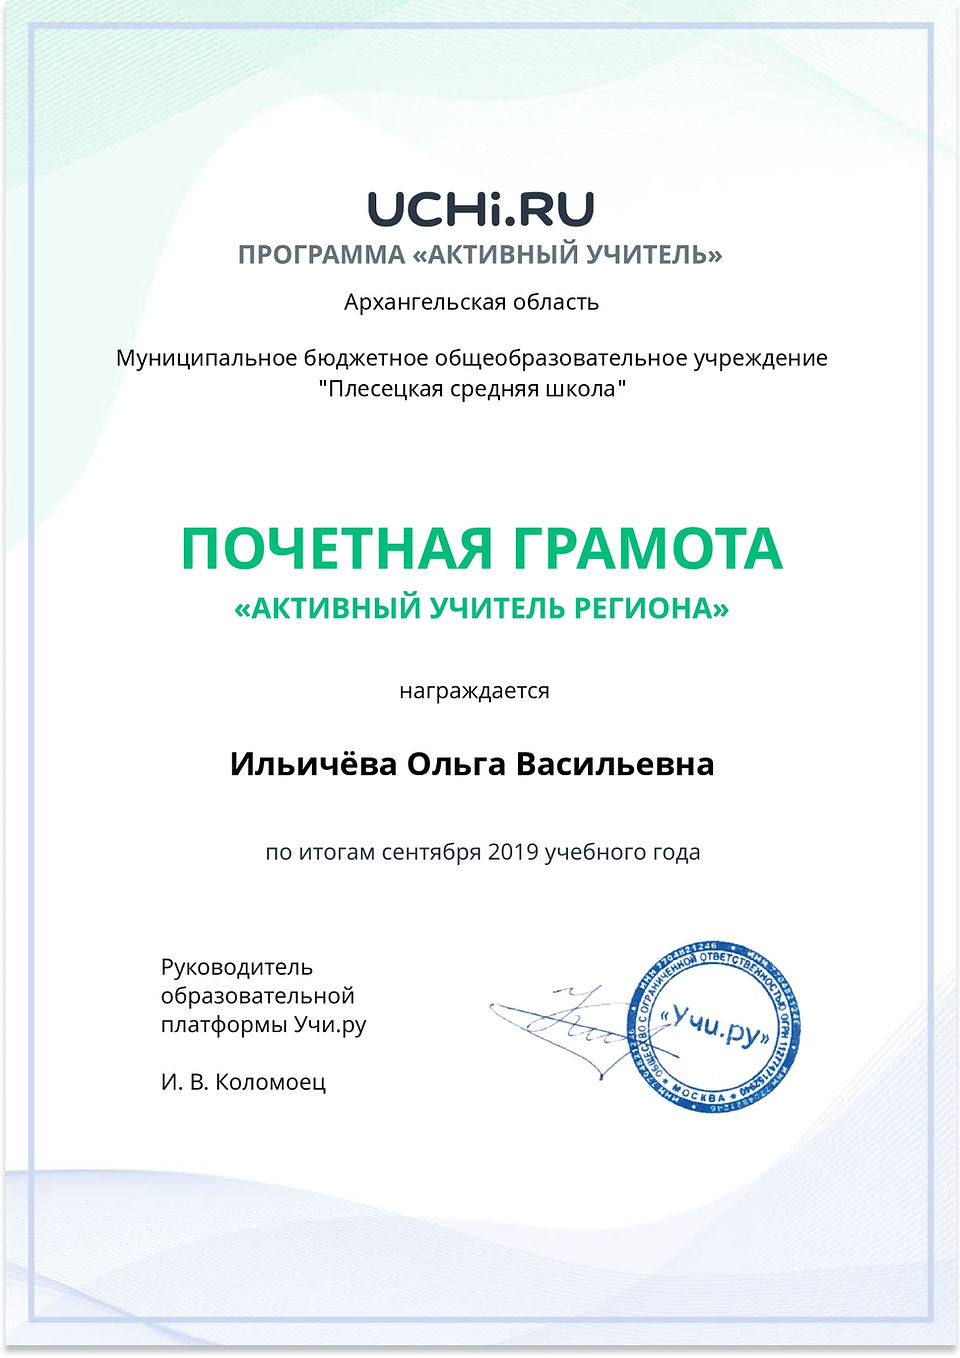 UCHi.RU
ПРОГРАММА «АКТИВНЫЙ УЧИТЕЛЬ»
Архангельская область
Муниципальное бюджетное общеобразовательное учреждение
"Плесецкая средняя школа"
ПОЧЕТНАЯ ГРАМОТА
«АКТИВНЫЙ УЧИТЕЛЬ РЕГИОНА»
награждается
Ильичёва Ольга Васильевна
по итогам сентября 2019 учебного года
Руководитель
образовательной
платформы Учи.ру
И. В. Коломоец
ИНН 7704821246
ОБЩЕСТВО С ОГРАНИЧЕННОЙ ОТВЕТСТВЕННОСТЬЮ ОГРН
«Учи.ру»
МОСКВА